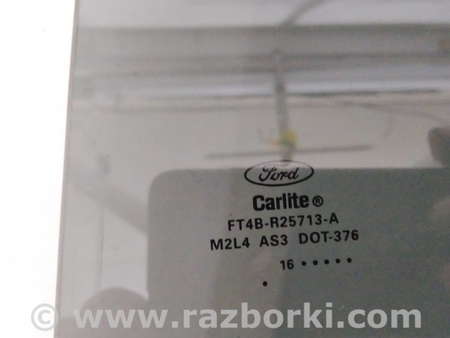 Ford
Carlite®
FT4B-R25713-A
M2L4 AS3 DOT-376
16 •••••
•
© www.razborki.com